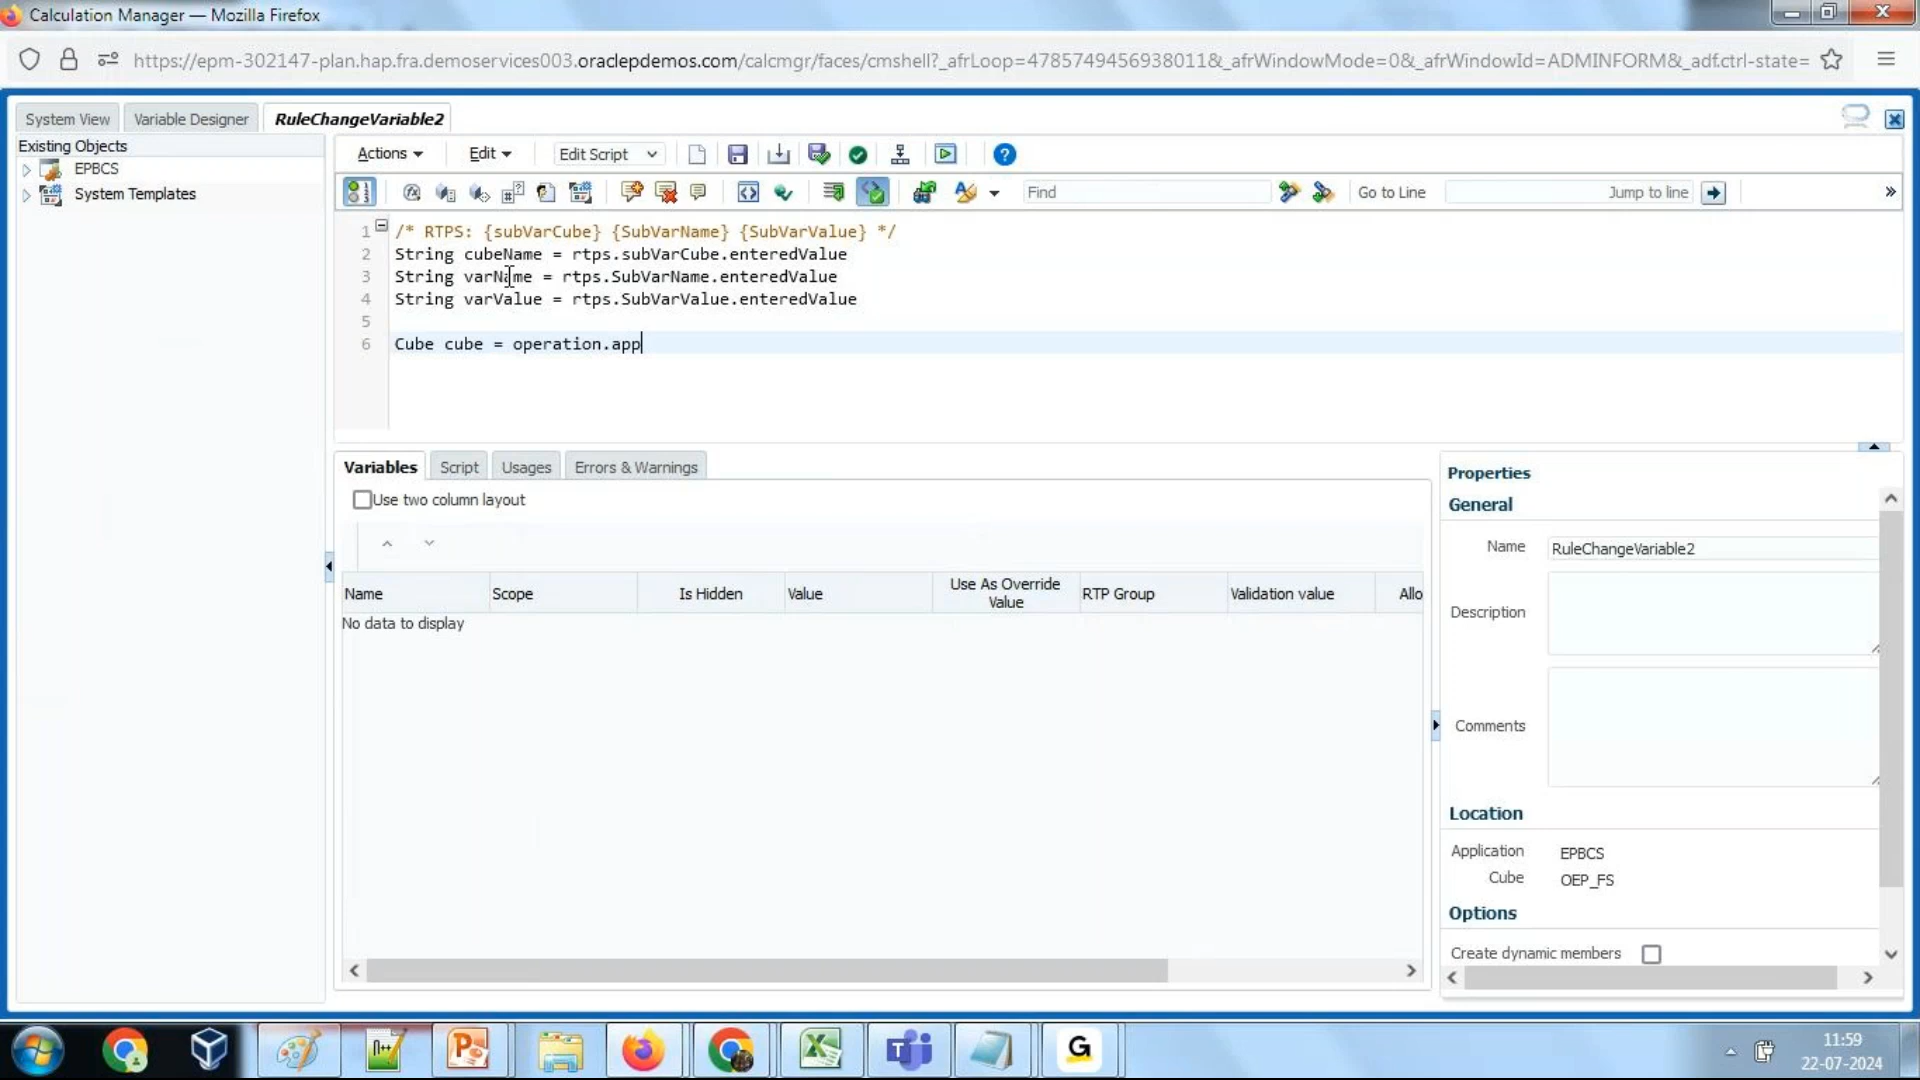 Calculation Manager — Mozilla Firefox
https://epm-302147-plan.hap.fra.demoservices003.oraclepdemos.com/calcmgr/faces/cmshell?_afrLoop=4785749456938011&_afrWindowMode=0&_afrWindowId=ADMINFORM&_adf.ctrl-state=
System View Variable Designer RuleChangeVariable2
Existing Objects
EPBCS
System Templates
Actions Edit Edit Script
Find Go to Line Jump to line
1 /* RTPS: {subVarCube} {SubVarName} {SubVarValue} */
2 String cubeName = rtps.subVarCube.enteredValue
3 String varName = rtps.SubVarName.enteredValue
4 String varValue = rtps.SubVarValue.enteredValue
5
6 Cube cube = operation.app
Variables Script Usages Errors & Warnings
Use two column layout
Name Scope Is Hidden Value Use As Override Value RTP Group Validation value Allo
No data to display
Properties
General
Name RuleChangeVariable2
Description
Comments
Location
Application EPBCS
Cube OEP_FS
Options
Create dynamic members
11:59
22-07-2024